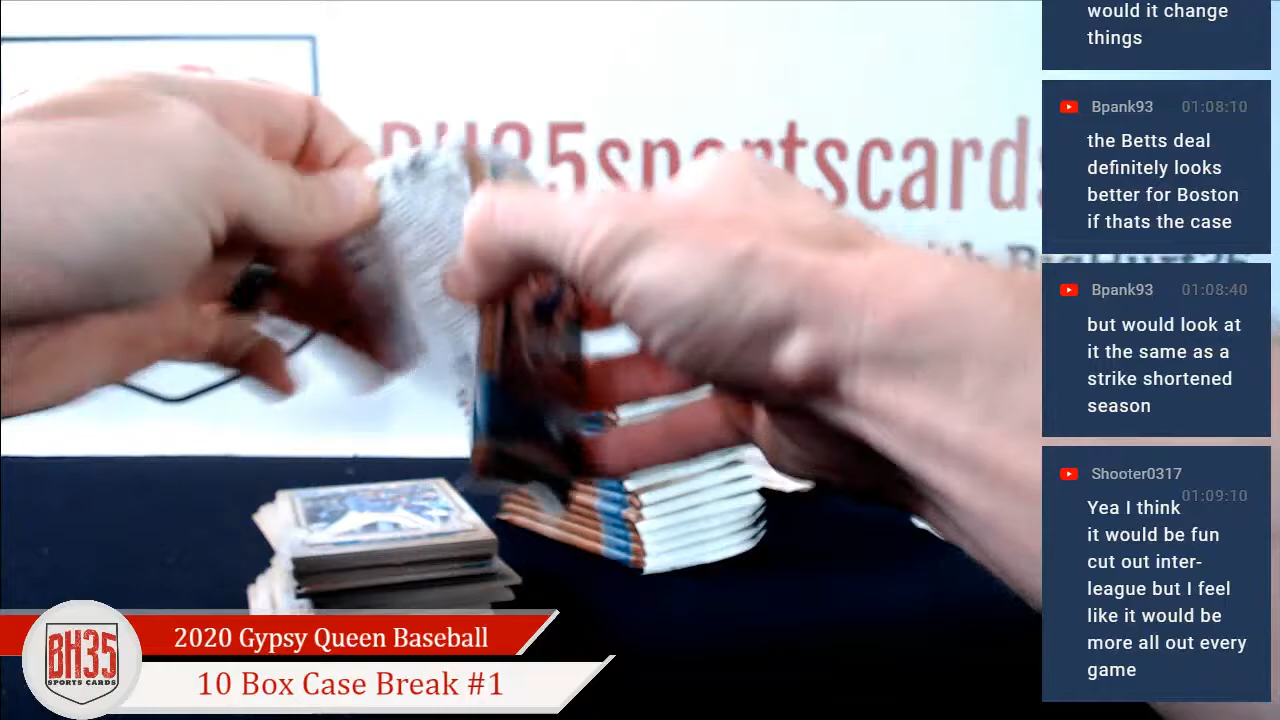 BH35sportscards
would it change
things
Bpank93 01:08:10
the Betts deal
definitely looks
better for Boston
if thats the case
Bpank93 01:08:40
but would look at
it the same as a
strike shortened
season
Shooter0317
01:09:10
Yea I think
it would be fun
cut out inter-
league but I feel
like it would be
more all out every
game
BH35
SPORTS CARDS
2020 Gypsy Queen Baseball
10 Box Case Break #1